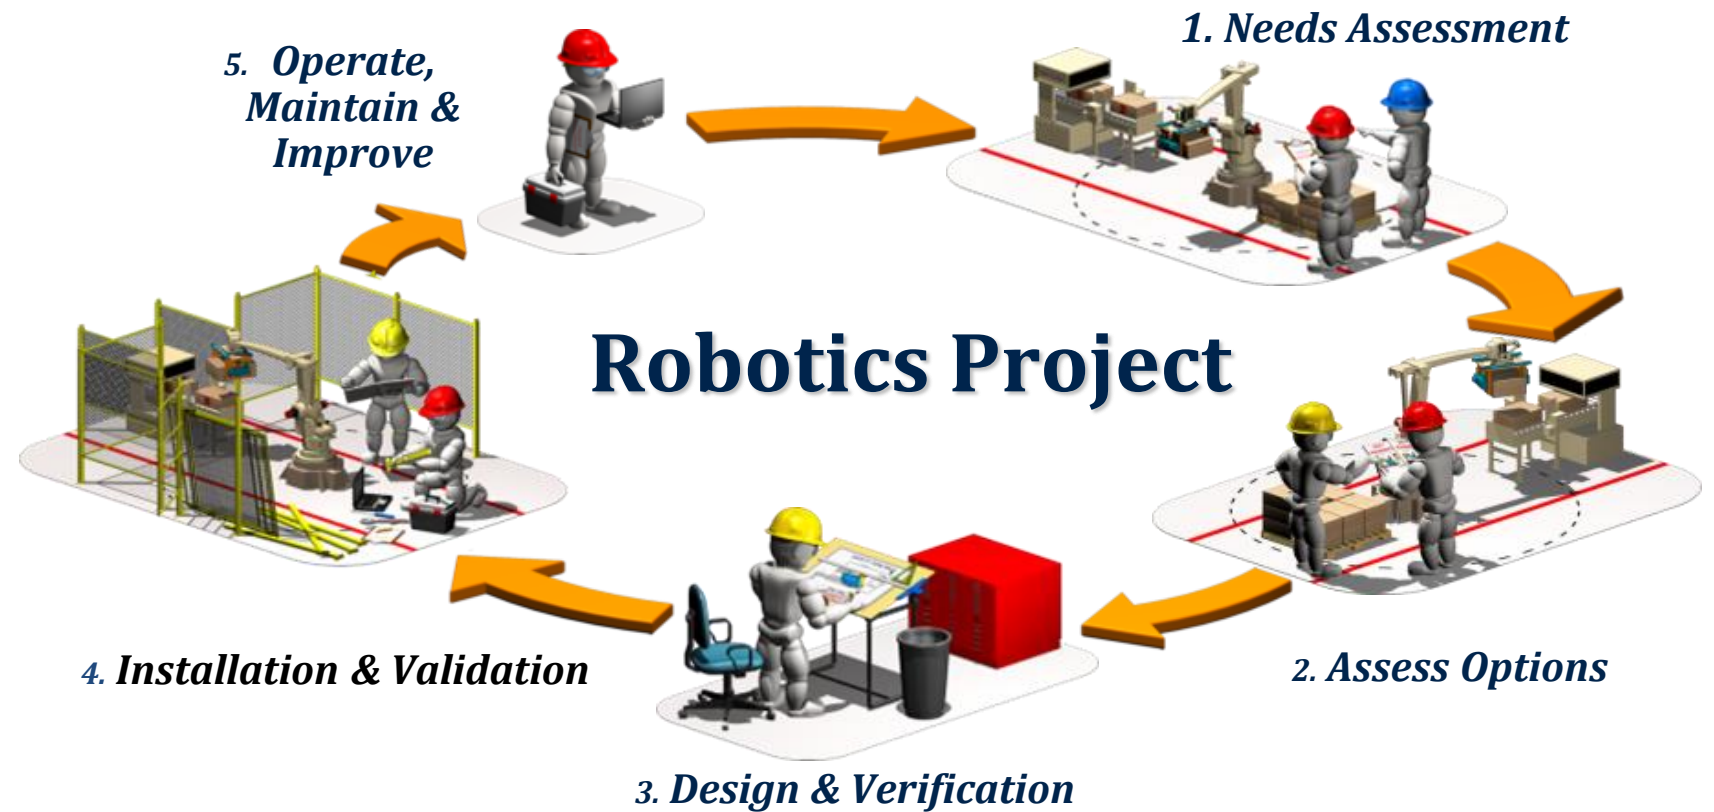 Robotics Project
1. Needs Assessment
2. Assess Options
3. Design & Verification
4. Installation & Validation
5. Operate,
Maintain &
Improve